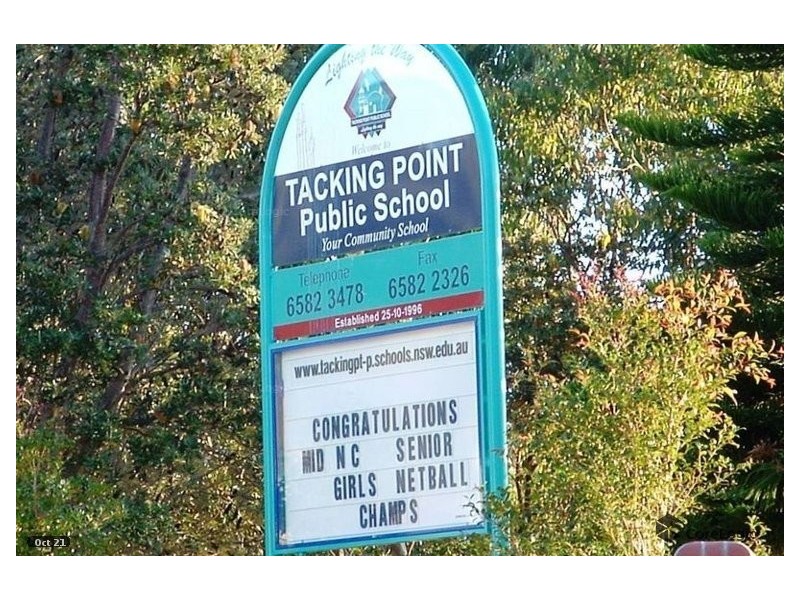 Lighting the Way
Welcome to
TACKING POINT
Public School
Your Community School
Telephone Fax
6582 3478 6582 2326
Established 25-10-1996
www.tackingpt-p.schools.nsw.edu.au
CONGRATULATIONS
MID N C SENIOR
GIRLS NETBALL
CHAMPS
Oct 21